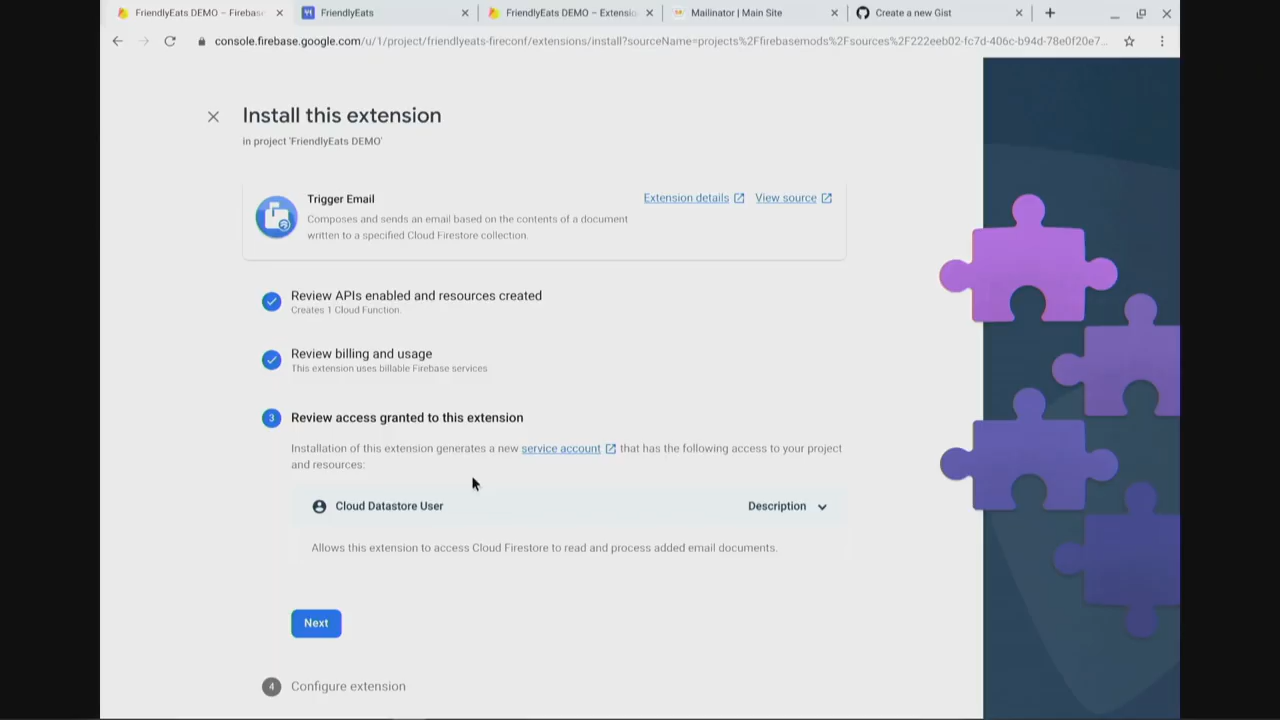 FriendlyEats DEMO – Firebas
FriendlyEats
FriendlyEats DEMO – Extensio
Mailinator | Main Site
Create a new Gist
console.firebase.google.com/u/1/project/friendlyeats-fireconf/extensions/install?sourceName=projects%2Ffirebasemods%2Fsources%2F222eeb02-fc7d-406c-b94d-78e0f20e7...
Install this extension
in project 'FriendlyEats DEMO'
Trigger Email
Extension details
View source
Composes and sends an email based on the contents of a document
written to a specified Cloud Firestore collection.
Review APIs enabled and resources created
Creates 1 Cloud Function.
Review billing and usage
This extension uses billable Firebase services
3 Review access granted to this extension
Installation of this extension generates a new service account that has the following access to your project
and resources:
Cloud Datastore User
Description
Allows this extension to access Cloud Firestore to read and process added email documents.
Next
4 Configure extension